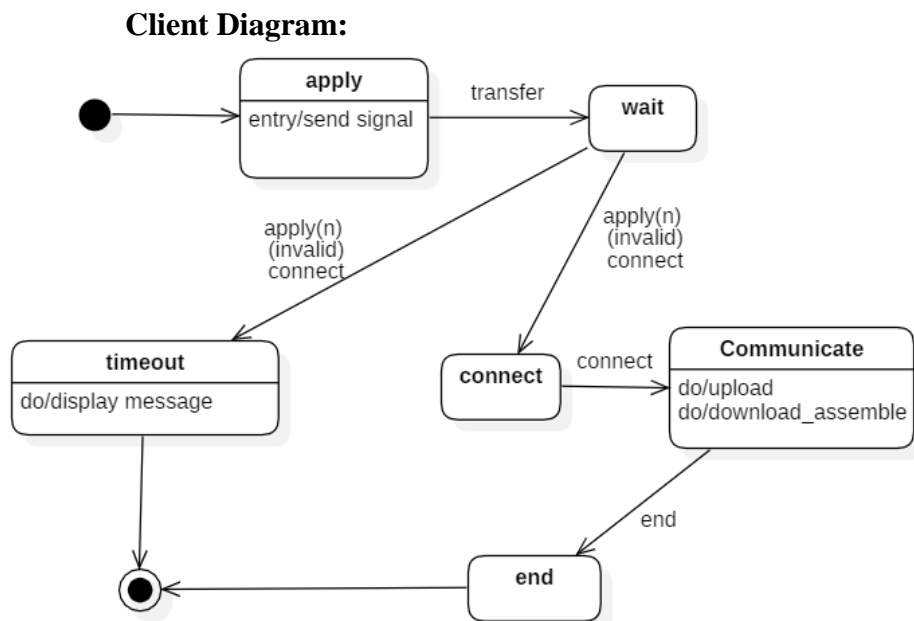 Client Diagram:
apply
entry/send signal
transfer
wait
apply(n)
(invalid)
connect
apply(n)
(invalid)
connect
timeout
do/display message
connect
connect
Communicate
do/upload
do/download_assemble
end
end